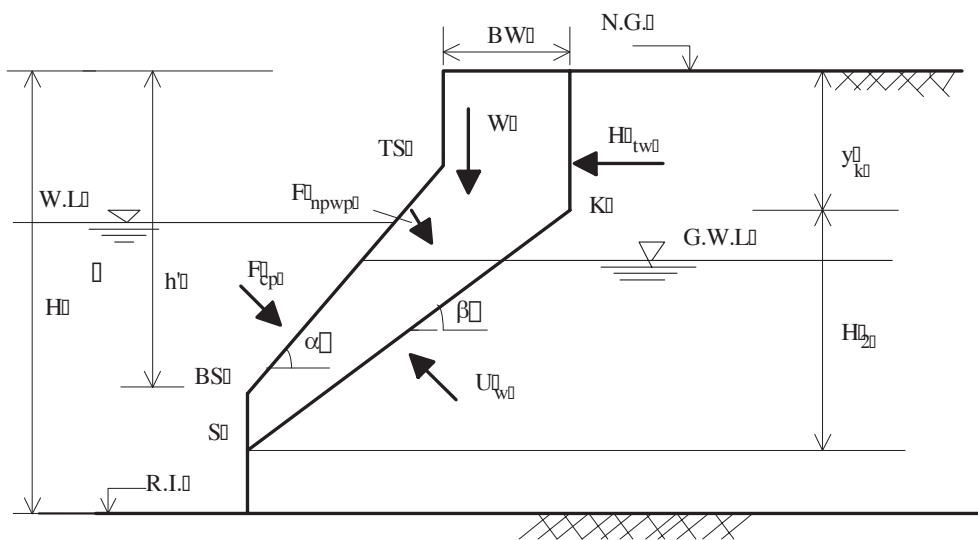 N.G.
BW
W
TS
H tw
y k
W.L
F npwp
K
G.W.L
h'
H
F cp
β
α
H 2
BS
U w
S
R.I.